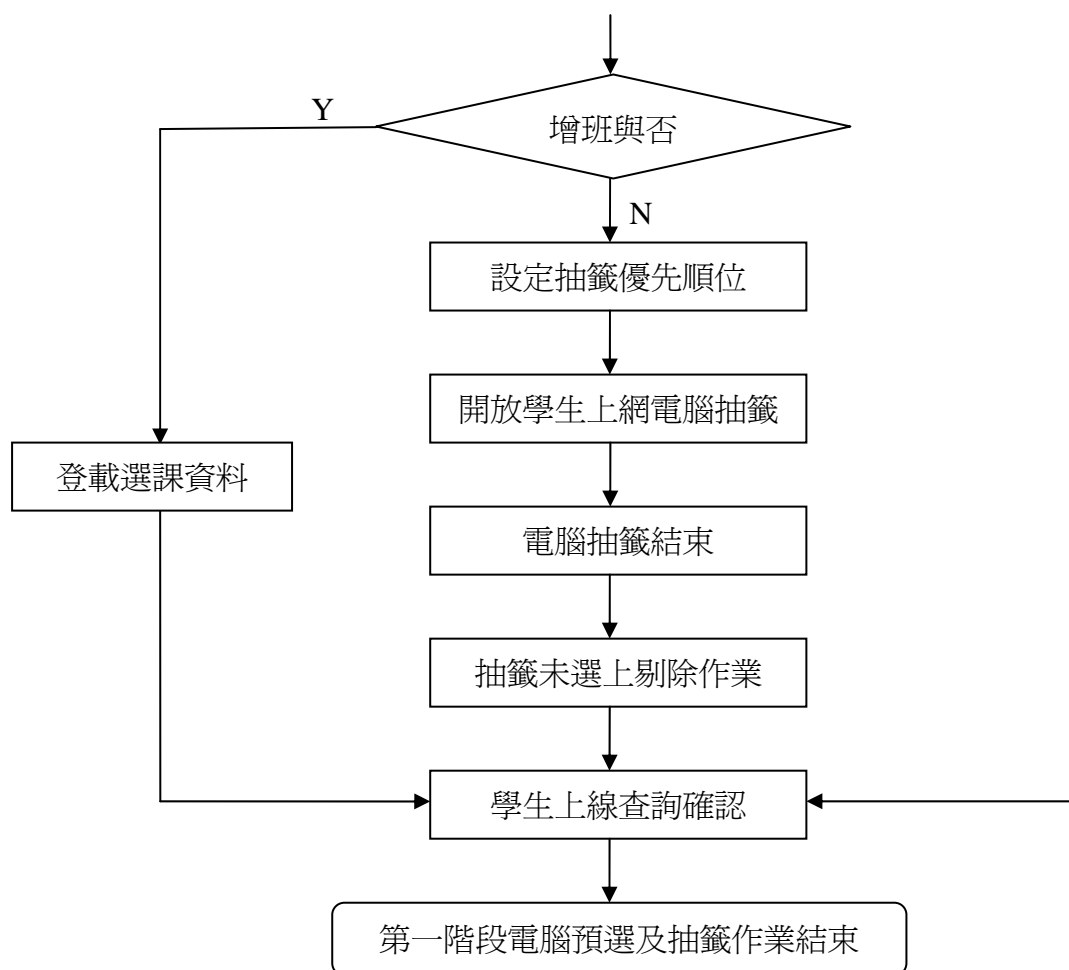 Y
增班與否
N
設定抽籤優先順位
開放學生上網電腦抽籤
登載選課資料
電腦抽籤結束
抽籤未選上剔除作業
學生上線查詢確認
第一階段電腦預選及抽籤作業結束